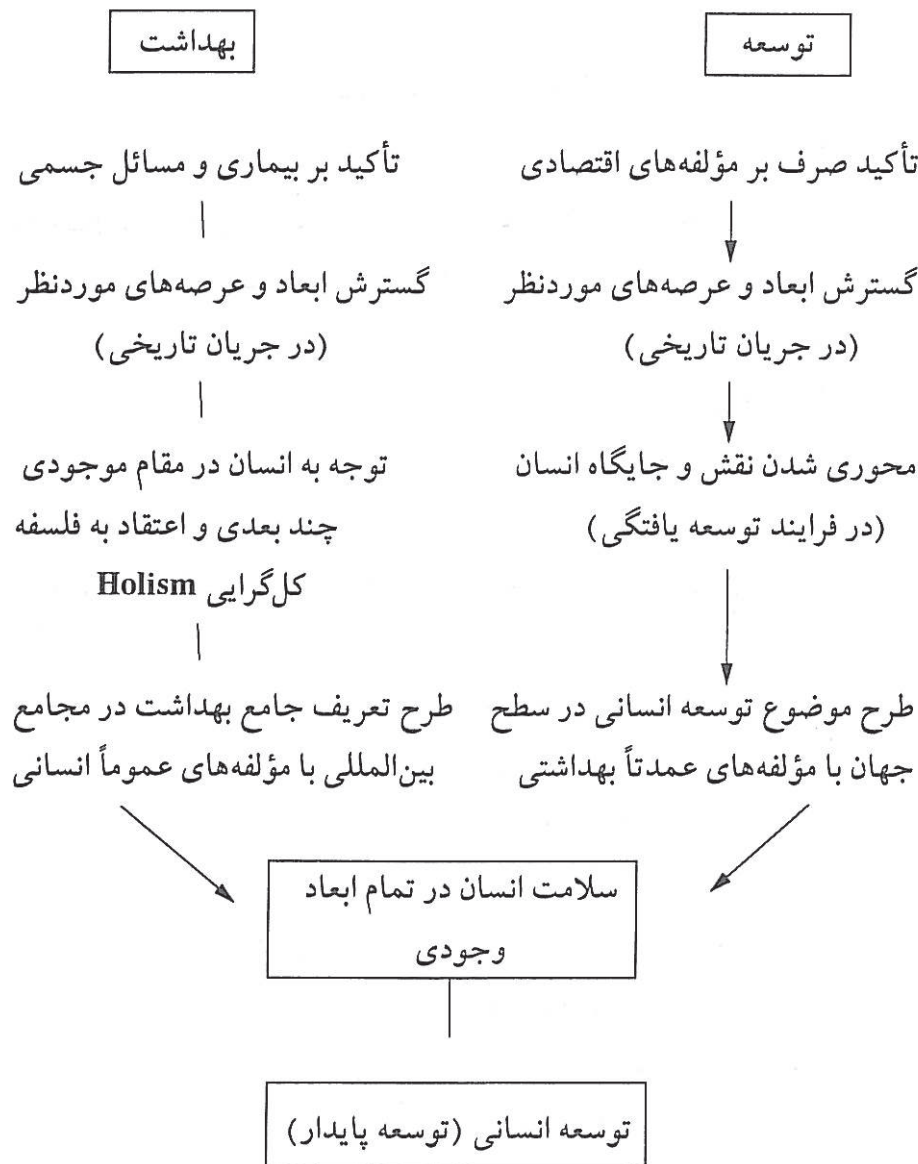 توسعه
تأکید صرف بر مؤلفه‌های اقتصادی
گسترش ابعاد و عرصه‌های موردنظر
(در جریان تاریخی)
محوری شدن نقش و جایگاه انسان
(در فرایند توسعه یافتگی)
طرح موضوع توسعه انسانی در سطح
جهان با مؤلفه‌های عمدتاً بهداشتی
بهداشت
تأکید بر بیماری و مسائل جسمی
گسترش ابعاد و عرصه‌های موردنظر
(در جریان تاریخی)
توجه به انسان در مقام موجودی
چند بعدی و اعتقاد به فلسفه
کل‌گرایی Holism
طرح تعریف جامع بهداشت در مجامع
بین‌المللی با مؤلفه‌های عموماً انسانی
سلامت انسان در تمام ابعاد
وجودی
توسعه انسانی (توسعه پایدار)